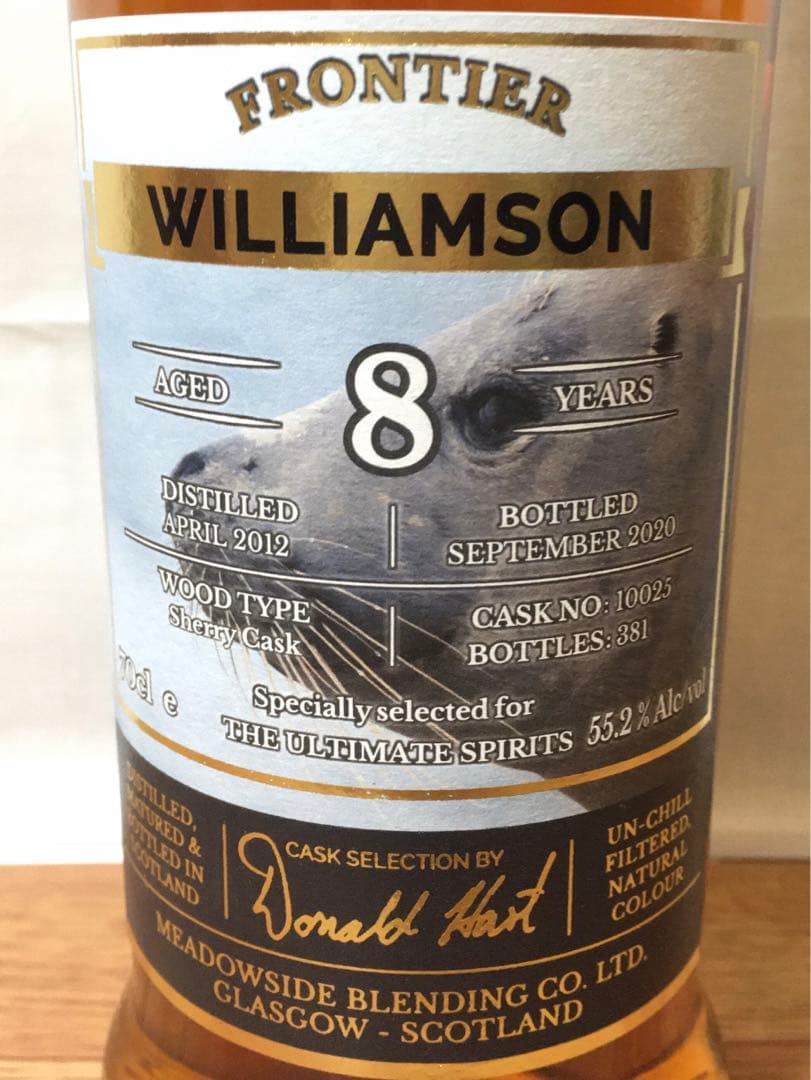 FRONTIER
WILLIAMSON
AGED 8 YEARS
DISTILLED
APRIL 2012
BOTTLED
SEPTEMBER 2020
WOOD TYPE
Sherry Cask
CASK NO: 10025
BOTTLES: 381
70cl e
Specially selected for
THE ULTIMATE SPIRITS
55.2% Alc/vol
DISTILLED,
MATURED &
BOTTLED IN
SCOTLAND
CASK SELECTION BY
Donald Hart
UN-CHILL
FILTERED,
NATURAL
COLOUR
MEADOWSIDE BLENDING CO. LTD.
GLASGOW - SCOTLAND